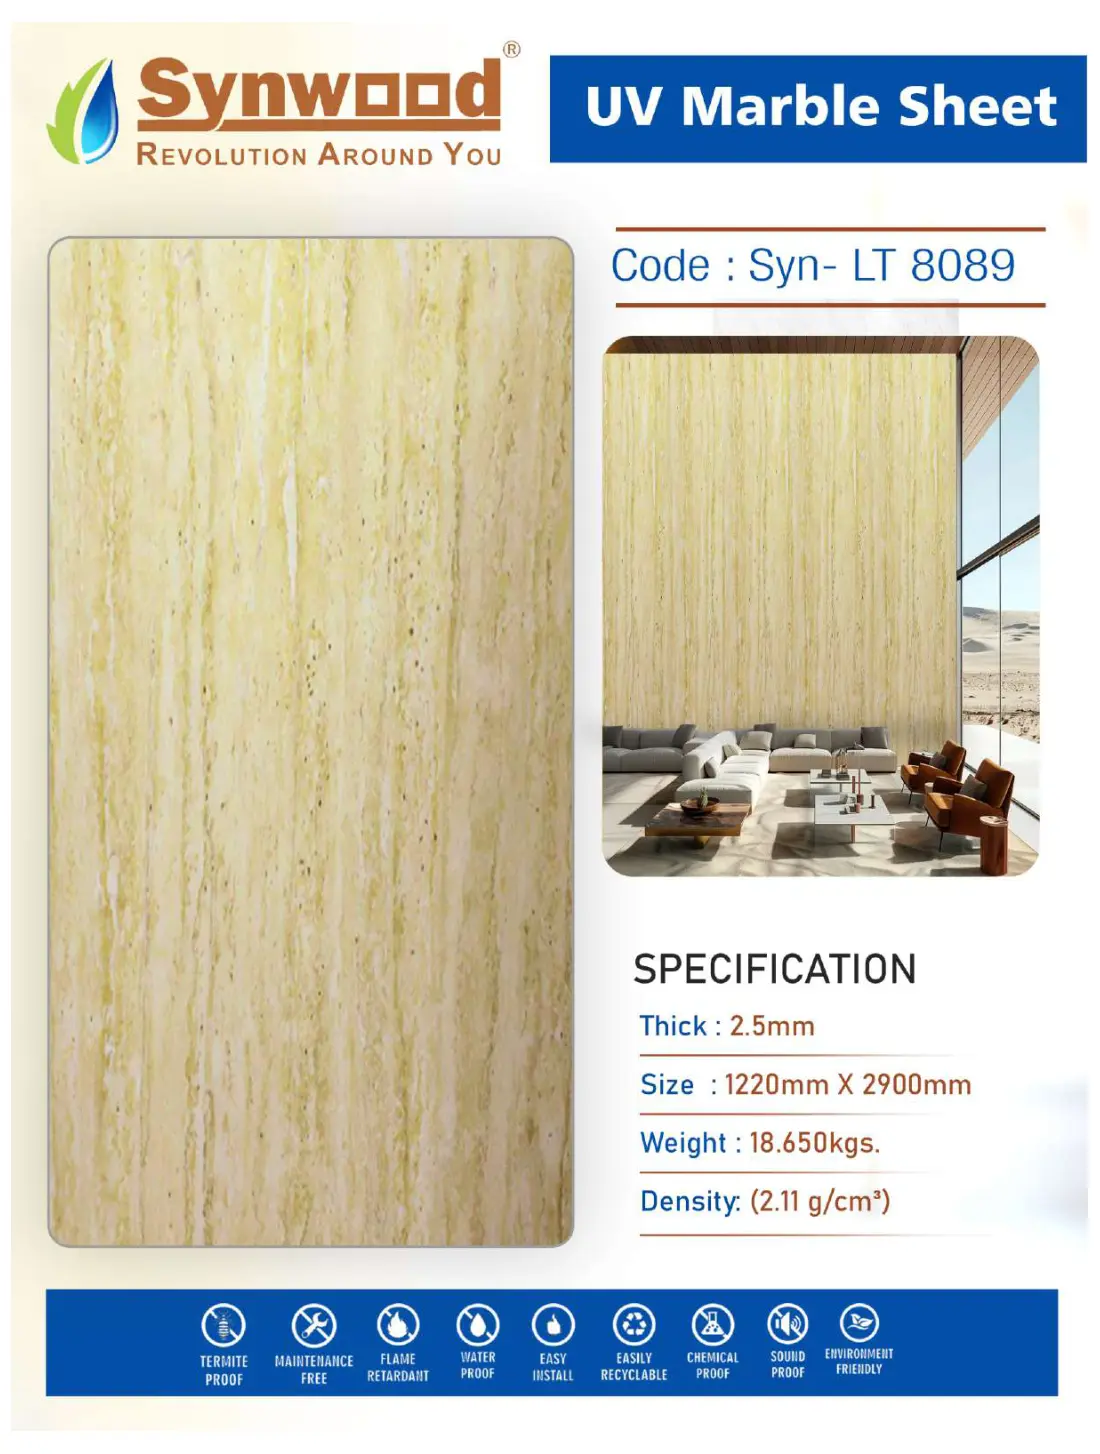 Synwood®
REVOLUTION AROUND YOU
UV Marble Sheet
Code : Syn- LT 8089
SPECIFICATION
Thick : 2.5mm
Size : 1220mm X 2900mm
Weight : 18.650kgs.
Density: (2.11 g/cm³)
TERMITE PROOF
MAINTENANCE FREE
FLAME RETARDANT
WATER PROOF
EASY INSTALL
EASILY RECYCLABLE
CHEMICAL PROOF
SOUND PROOF
ENVIRONMENT FRIENDLY